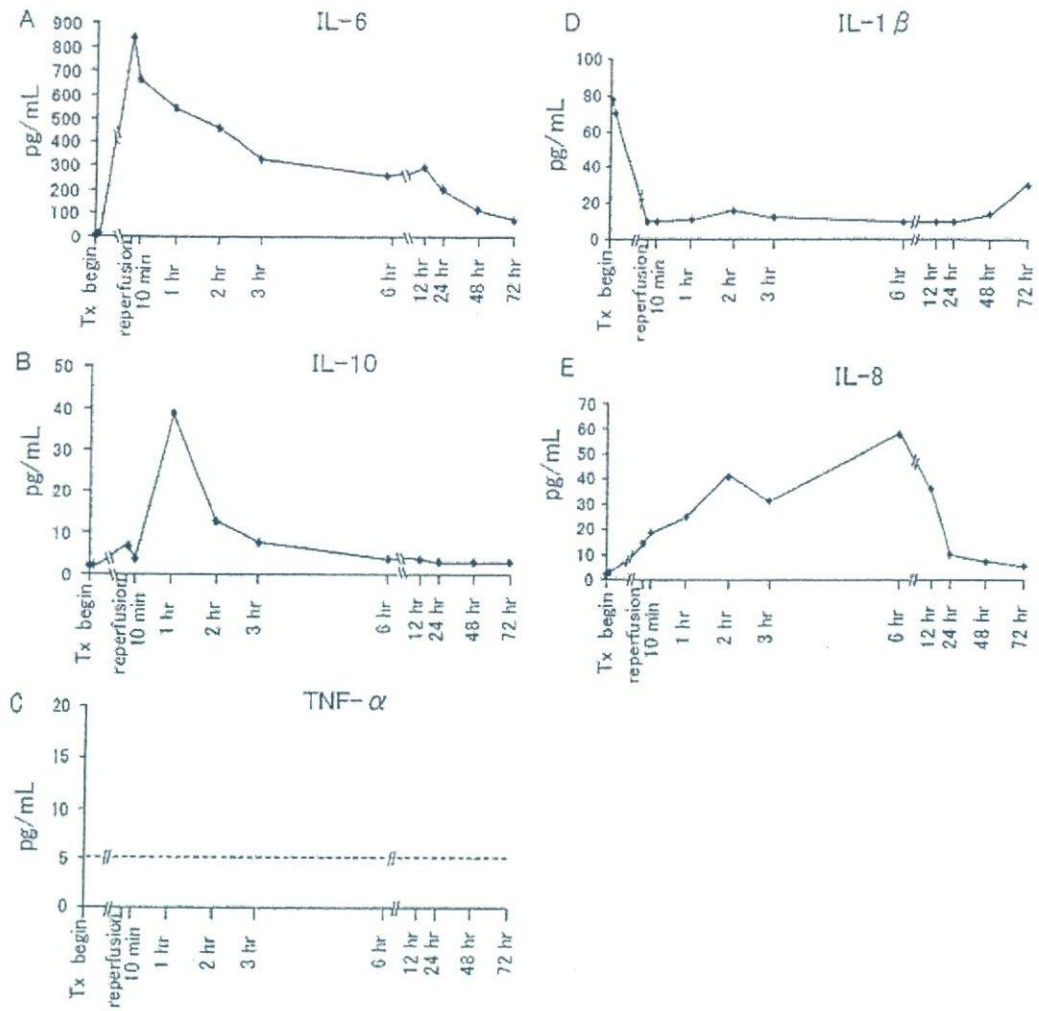 A
IL-6
pg/mL
900
800
700
600
500
400
300
200
100
0
Tx begin
reperfusion
10 min
1 hr
2 hr
3 hr
6 hr
12 hr
24 hr
48 hr
72 hr
D
IL-1 β
pg/mL
100
80
60
40
20
0
Tx begin
reperfusion
10 min
1 hr
2 hr
3 hr
6 hr
12 hr
24 hr
48 hr
72 hr
B
IL-10
pg/mL
50
40
30
20
10
0
Tx begin
reperfusion
10 min
1 hr
2 hr
3 hr
6 hr
12 hr
24 hr
48 hr
72 hr
E
IL-8
pg/mL
70
60
50
40
30
20
10
0
Tx begin
reperfusion
10 min
1 hr
2 hr
3 hr
6 hr
12 hr
24 hr
48 hr
72 hr
C
TNF-α
pg/mL
20
15
10
5
0
Tx begin
reperfusion
10 min
1 hr
2 hr
3 hr
6 hr
12 hr
24 hr
48 hr
72 hr